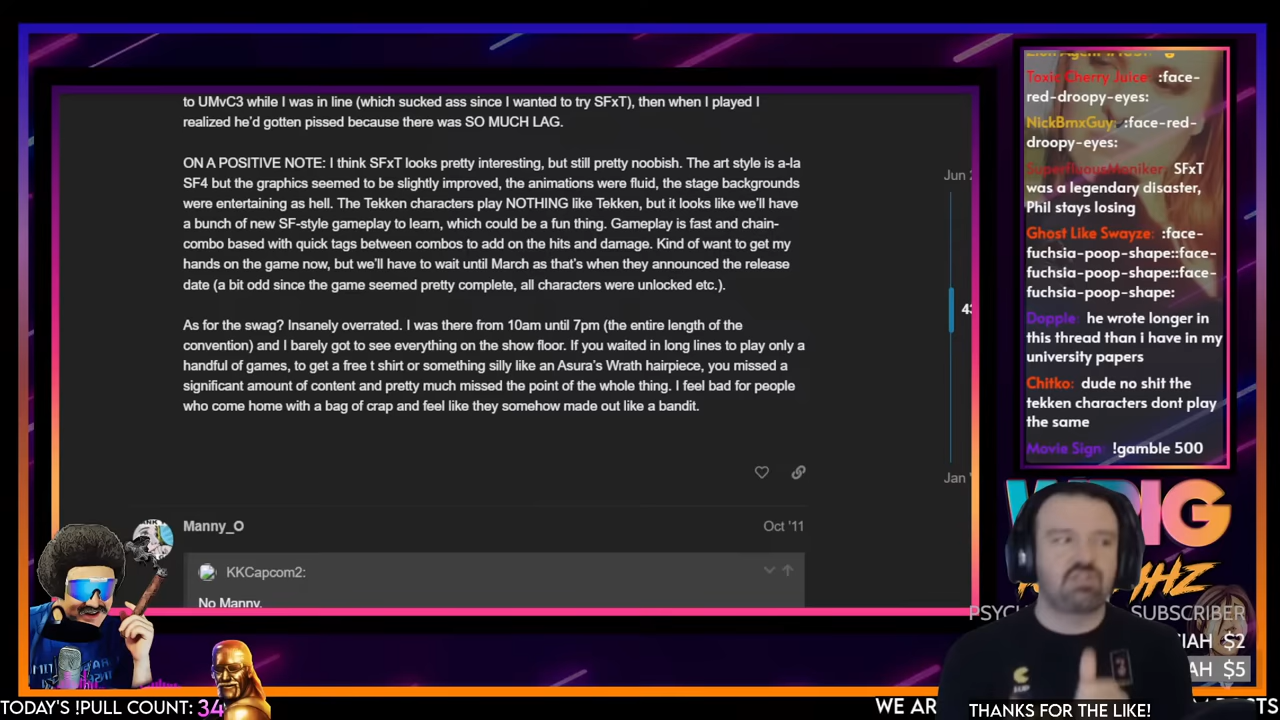 to UMvC3 while I was in line (which sucked ass since I wanted to try SFxT), then when I played I
realized he'd gotten pissed because there was SO MUCH LAG.
ON A POSITIVE NOTE: I think SFxT looks pretty interesting, but still pretty noobish. The art style is a-la
SF4 but the graphics seemed to be slightly improved, the animations were fluid, the stage backgrounds
were entertaining as hell. The Tekken characters play NOTHING like Tekken, but it looks like we'll have
a bunch of new SF-style gameplay to learn, which could be a fun thing. Gameplay is fast and chain-
combo based with quick tags between combos to add on the hits and damage. Kind of want to get my
hands on the game now, but we'll have to wait until March as that's when they announced the release
date (a bit odd since the game seemed pretty complete, all characters were unlocked etc.).
As for the swag? Insanely overrated. I was there from 10am until 7pm (the entire length of the
convention) and I barely got to see everything on the show floor. If you waited in long lines to play only a
handful of games, to get a free t shirt or something silly like an Asura's Wrath hairpiece, you missed a
significant amount of content and pretty much missed the point of the whole thing. I feel bad for people
who come home with a bag of crap and feel like they somehow made out like a bandit.
Manny_O
Oct '11
KKCapcom2:
No Manny,
Jun 2
43
Jan '
Toxic Cherry Juice: :face-
red-droopy-eyes:
NickBmxGuy: :face-red-
droopy-eyes:
SuperfluousMoniker: SFxT
was a legendary disaster,
Phil stays losing
Ghost Like Swayze: :face-
fuchsia-poop-shape::face-
fuchsia-poop-shape::face-
fuchsia-poop-shape:
Dapple: he wrote longer in
this thread than i have in my
university papers
Chitko: dude no shit the
tekken characters dont play
the same
Movie Sign: !gamble 500
PSYCH
SUBSCRIBER
IAH $2
AH $5
TODAY'S !PULL COUNT: 34
WE AR
POSTS
THANKS FOR THE LIKE!